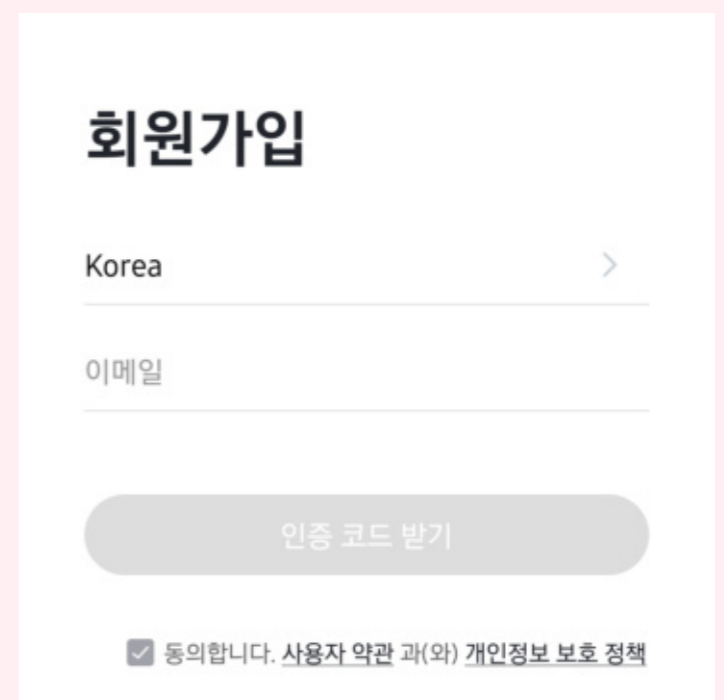 회원가입
Korea
이메일
인증 코드 받기
동의합니다. 사용자 약관 과(와) 개인정보 보호 정책